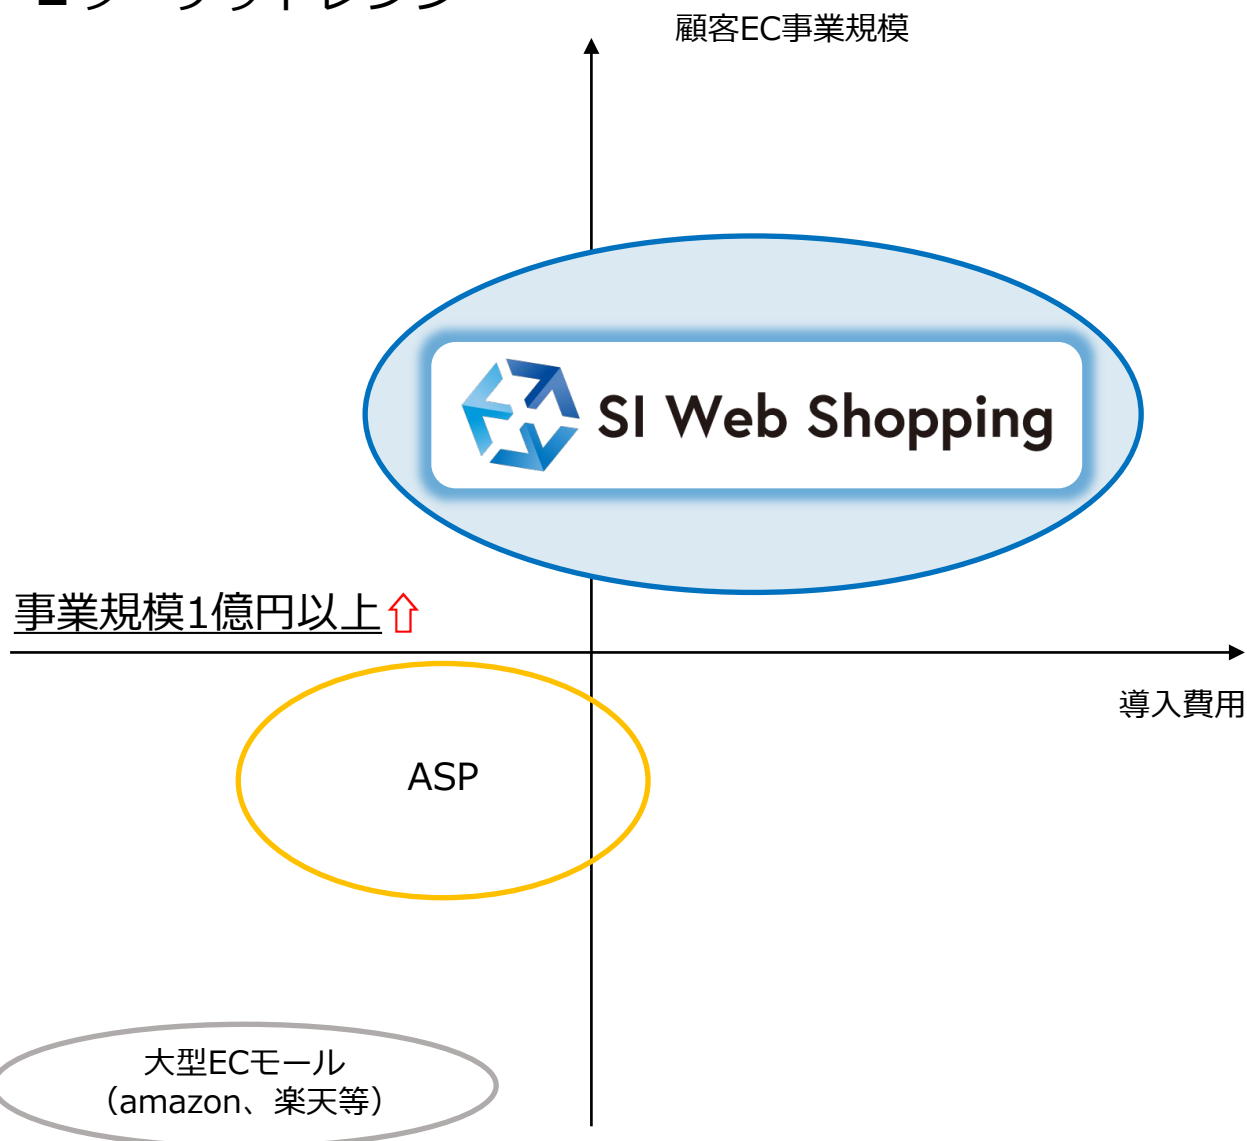 顧客EC事業規模
SI Web Shopping
事業規模1億円以上⇧
導入費用
ASP
大型ECモール
（amazon、楽天等）